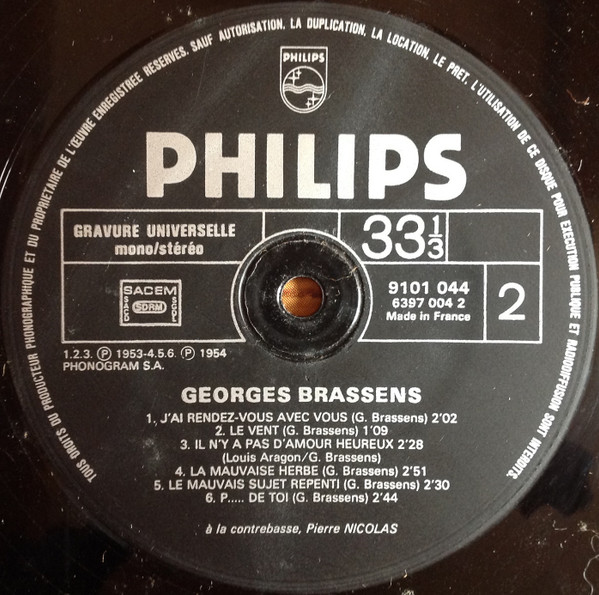 TOUS DROITS DU PRODUCTEUR PHONOGRAPHIQUE ET DU PROPRIETAIRE DE L'ŒUVRE ENREGISTREE RESERVES. SAUF AUTORISATION, LA DUPLICATION, LA LOCATION, LE PRET, L'UTILISATION DE CE DISQUE POUR EXECUTION PUBLIQUE ET RADIODIFFUSION SONT INTERDITS.
PHILIPS
PHILIPS
GRAVURE UNIVERSELLE
mono/stéréo
33 1/3
SACEM
SACD
SDRM
SGDL
9101 044
6397 004 2
Made in France
2
1.2.3. Ⓟ 1953-4.5.6. Ⓟ 1954
PHONOGRAM S.A.
GEORGES BRASSENS
1. J'AI RENDEZ-VOUS AVEC VOUS (G. Brassens) 2'02
2. LE VENT (G. Brassens) 1'09
3. IL N'Y A PAS D'AMOUR HEUREUX 2'28
(Louis Aragon/G. Brassens)
4. LA MAUVAISE HERBE (G. Brassens) 2'51
5. LE MAUVAIS SUJET REPENTI (G. Brassens) 2'30
6. P..... DE TOI (G. Brassens) 2'44
à la contrebasse, Pierre NICOLAS